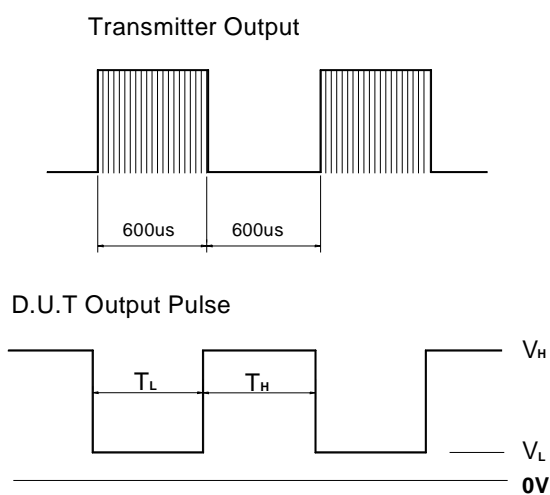 Transmitter Output
600us 600us
D.U.T Output Pulse
VH
TL TH
VL
0V